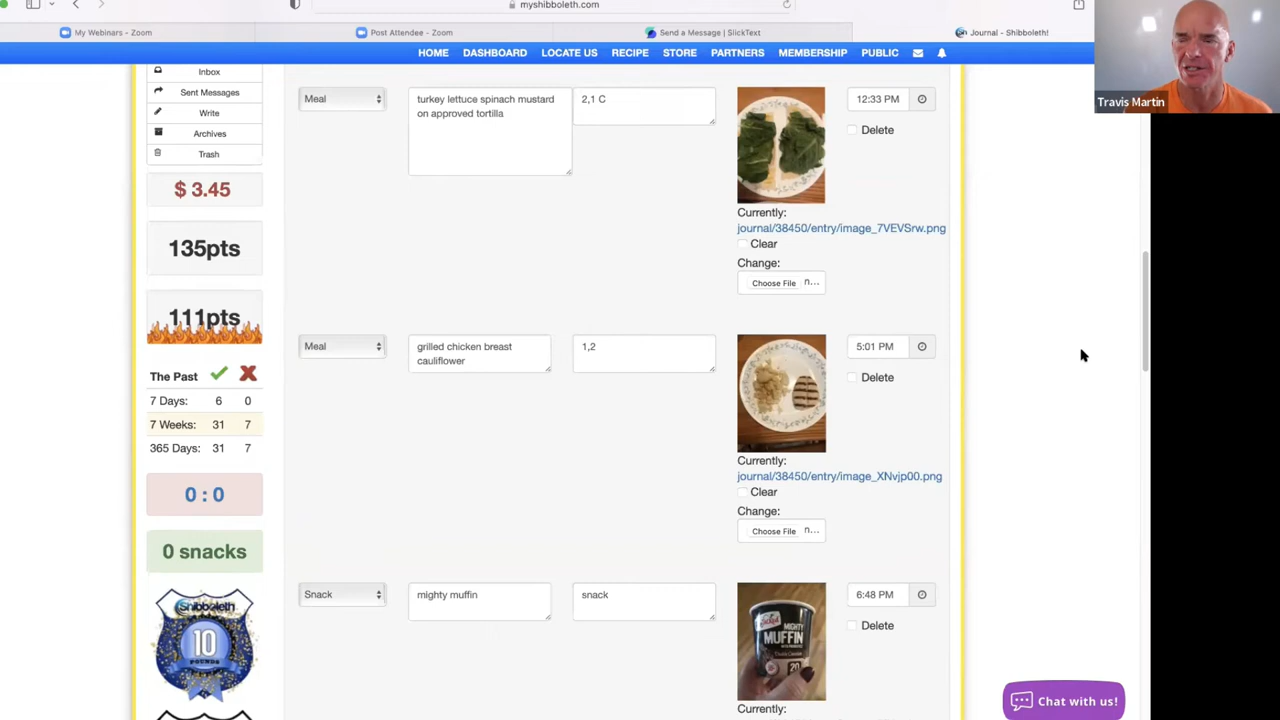 myshibboleth.com
My Webinars - Zoom
Post Attendee - Zoom
Send a Message | SlickText
Journal - Shibboleth!
HOME DASHBOARD LOCATE US RECIPE STORE PARTNERS MEMBERSHIP PUBLIC
Travis Martin
Inbox
Sent Messages
Write
Archives
Trash
$ 3.45
135pts
111pts
The Past
7 Days: 6 0
7 Weeks: 31 7
365 Days: 31 7
0 : 0
0 snacks
Shibboleth
10
POUNDS
Meal
turkey lettuce spinach mustard
on approved tortilla
2,1 C
12:33 PM
Delete
Currently:
journal/38450/entry/image_7VEVSrw.png
Clear
Change:
Choose File n...
Meal
grilled chicken breast
cauliflower
1,2
5:01 PM
Delete
Currently:
journal/38450/entry/image_XNvjp00.png
Clear
Change:
Choose File n...
Snack
mighty muffin
snack
MIGHTY
MUFFIN
20
6:48 PM
Delete
Currently:
Chat with us!